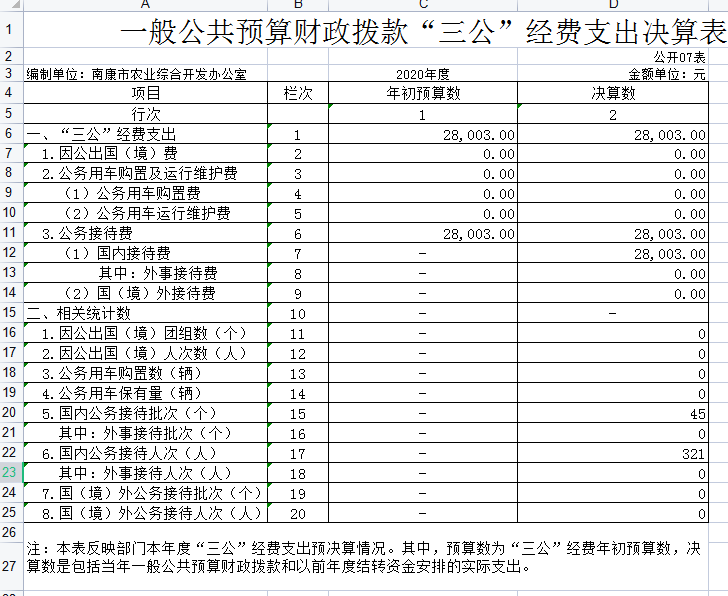 A B C D
1 一般公共预算财政拨款“三公”经费支出决算表
2 公开07表
3 编制单位：南康市农业综合开发办公室 2020年度 金额单位：元
4 项目 栏次 年初预算数 决算数
5 行次 1 2
6 一、“三公”经费支出 1 28,003.00 28,003.00
7 1.因公出国（境）费 2 0.00 0.00
8 2.公务用车购置及运行维护费 3 0.00 0.00
9 （1）公务用车购置费 4 0.00 0.00
10 （2）公务用车运行维护费 5 0.00 0.00
11 3.公务接待费 6 28,003.00 28,003.00
12 （1）国内接待费 7 － 28,003.00
13 其中：外事接待费 8 － 0.00
14 （2）国（境）外接待费 9 － 0.00
15 二、相关统计数 10 － －
16 1.因公出国（境）团组数（个） 11 － 0
17 2.因公出国（境）人次数（人） 12 － 0
18 3.公务用车购置数（辆） 13 － 0
19 4.公务用车保有量（辆） 14 － 0
20 5.国内公务接待批次（个） 15 － 45
21 其中：外事接待批次（个） 16 － 0
22 6.国内公务接待人次（人） 17 － 321
23 其中：外事接待人次（人） 18 － 0
24 7.国（境）外公务接待批次（个） 19 － 0
25 8.国（境）外公务接待人次（人） 20 － 0
26
注：本表反映部门本年度“三公”经费支出预决算情况。其中，预算数为“三公”经费年初预算数，决
27 算数是包括当年一般公共预算财政拨款和以前年度结转资金安排的实际支出。